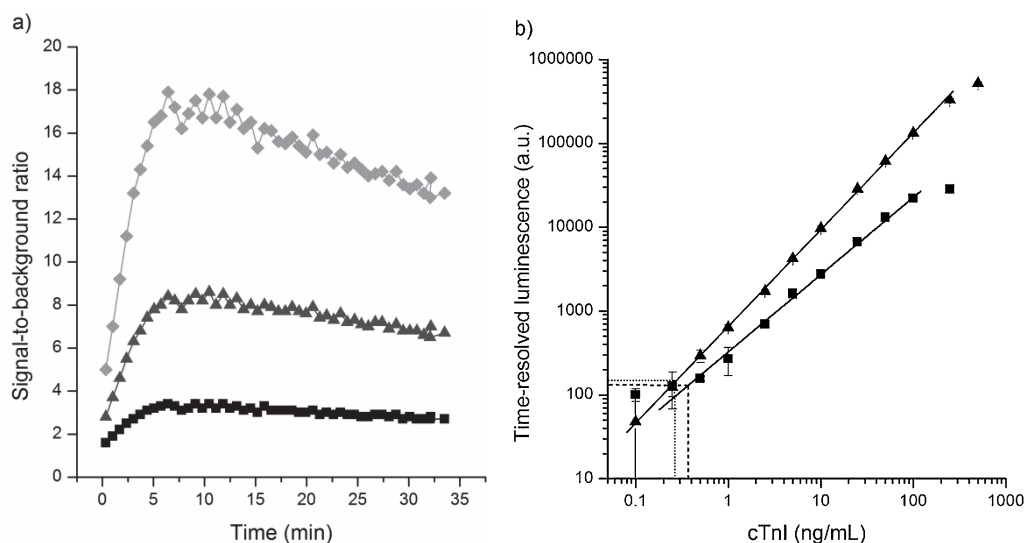 a)
20
18
16
14
12
10
8
6
4
2
0
0 5 10 15 20 25 30 35
Time (min)
Signal-to-background ratio
b)
1000000
100000
10000
1000
100
10
0.1 1 10 100 1000
cTnI (ng/mL)
Time-resolved luminescence (a.u.)